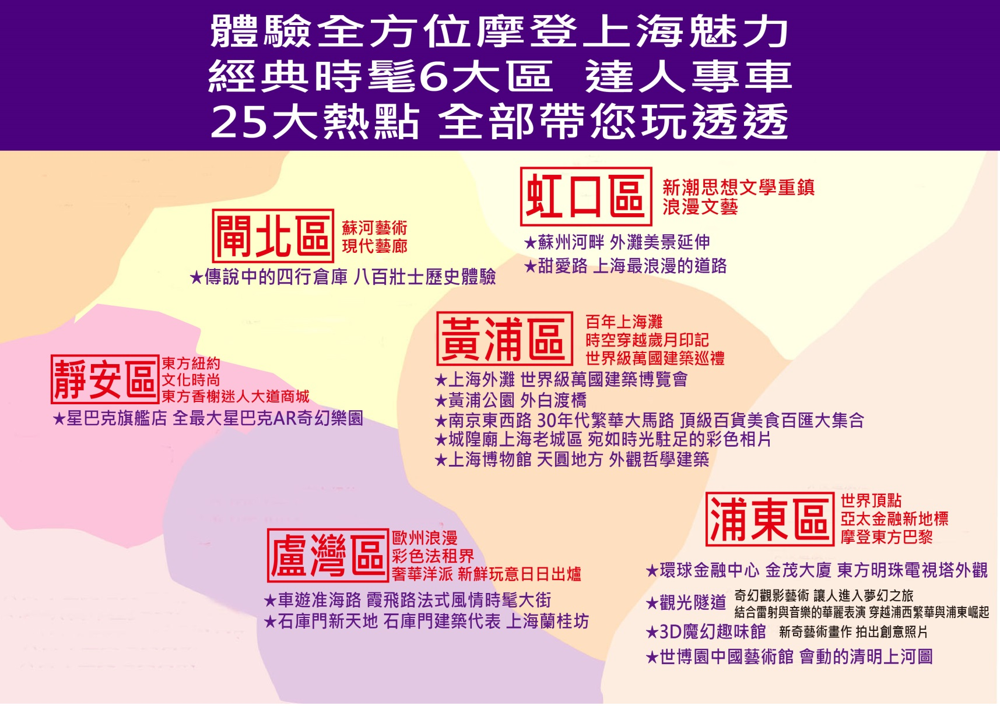 體驗全方位摩登上海魅力
經典時髦6大區 達人專車
25大熱點 全部帶您玩透透
虹口區
新潮思想文學重鎮
浪漫文藝
★蘇州河畔 外灘美景延伸
★甜愛路 上海最浪漫的道路
閘北區
蘇河藝術
現代藝廊
★傳說中的四行倉庫 八百壯士歷史體驗
黃浦區
百年上海灘
時空穿越歲月印記
世界級萬國建築巡禮
★上海外灘 世界級萬國建築博覽會
★黃浦公園 外白渡橋
★南京東西路 30年代繁華大馬路 頂級百貨美食百匯大集合
★城隍廟上海老城區 宛如時光駐足的彩色相片
★上海博物館 天圓地方 外觀哲學建築
靜安區
東方紐約
文化時尚
東方香榭迷人大道商城
★星巴克旗艦店 全最大星巴克AR奇幻樂園
盧灣區
歐州浪漫
彩色法租界
奢華洋派 新鮮玩意日日出爐
★車遊准海路 霞飛路法式風情時髦大街
★石庫門新天地 石庫門建築代表 上海蘭桂坊
浦東區
世界頂點
亞太金融新地標
摩登東方巴黎
★環球金融中心 金茂大廈 東方明珠電視塔外觀
★觀光隧道
奇幻觀影藝術 讓人進入夢幻之旅
結合雷射與音樂的華麗表演 穿越浦西繁華與浦東崛起
★3D魔幻趣味館 新奇藝術畫作 拍出創意照片
★世博園中國藝術館 會動的清明上河圖